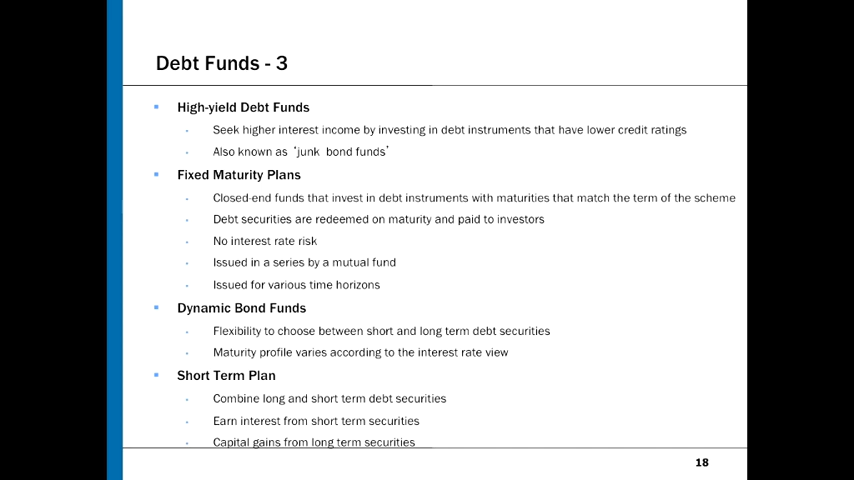 Debt Funds - 3
High-yield Debt Funds
Seek higher interest income by investing in debt instruments that have lower credit ratings
Also known as 'junk bond funds'
Fixed Maturity Plans
Closed-end funds that invest in debt instruments with maturities that match the term of the scheme
Debt securities are redeemed on maturity and paid to investors
No interest rate risk
Issued in a series by a mutual fund
Issued for various time horizons
Dynamic Bond Funds
Flexibility to choose between short and long term debt securities
Maturity profile varies according to the interest rate view
Short Term Plan
Combine long and short term debt securities
Earn interest from short term securities
Capital gains from long term securities
18